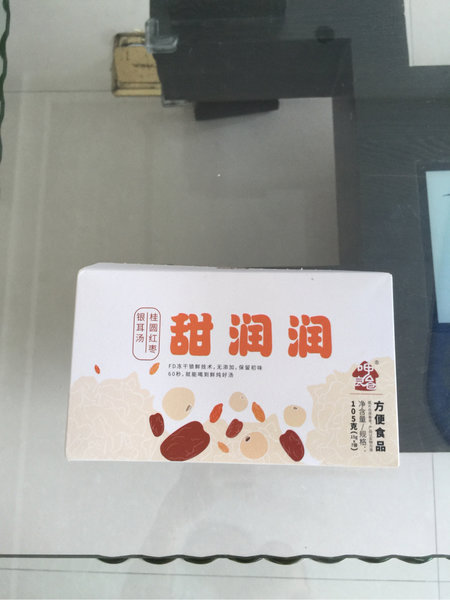 桂圆红枣
银耳汤
甜润润
FD冻干锁鲜技术，无添加，保留初味
60秒，就能喝到鲜炖好汤
方便食品
净含量/规格：
105克